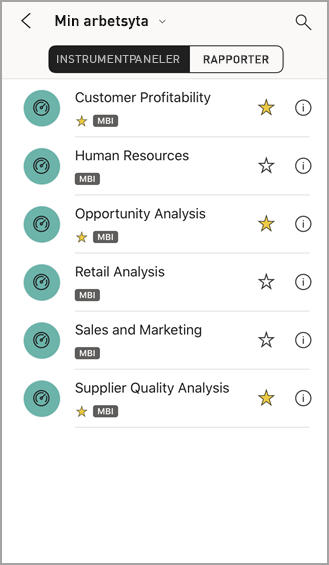 Min arbetsyta
INSTRUMENTPANELER RAPPORTER
Customer Profitability
MBI
Human Resources
MBI
Opportunity Analysis
MBI
Retail Analysis
MBI
Sales and Marketing
MBI
Supplier Quality Analysis
MBI